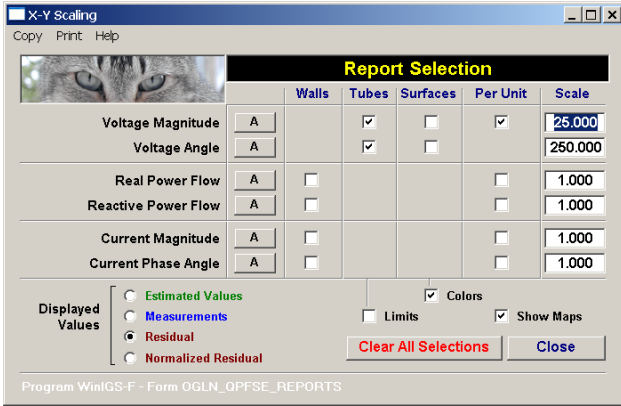 X-Y Scaling
Copy Print Help
Report Selection
Walls Tubes Surfaces Per Unit Scale
Voltage Magnitude A 25.000
Voltage Angle A 250.000
Real Power Flow A 1.000
Reactive Power Flow A 1.000
Current Magnitude A 1.000
Current Phase Angle A 1.000
Displayed Values
Estimated Values
Measurements
Residual
Normalized Residual
Colors
Limits Show Maps
Clear All Selections Close
Program WinIGS-F - Form OGLN_QPFSE_REPORTS